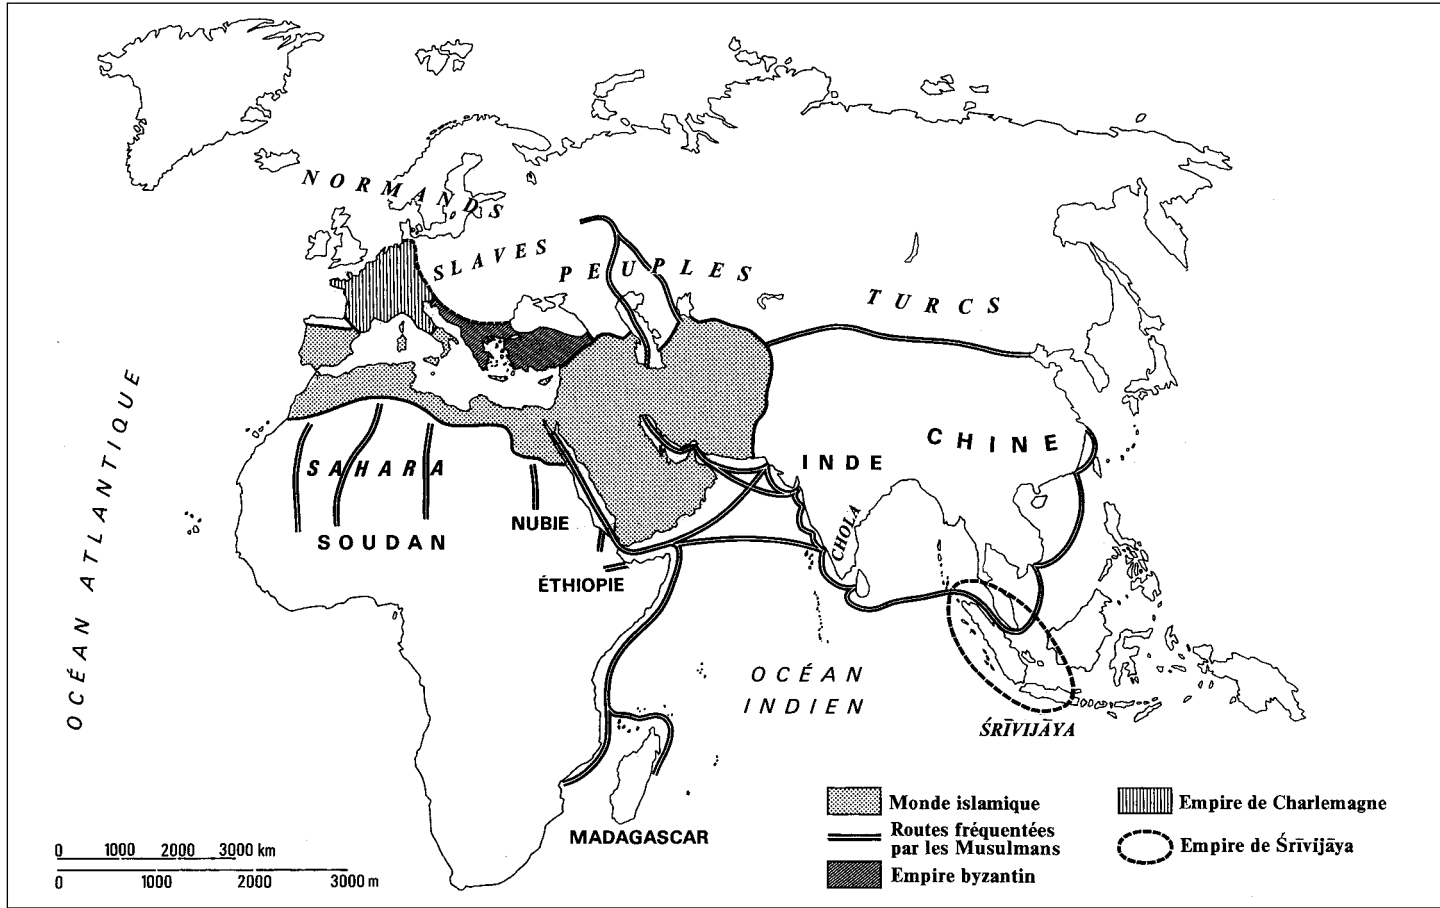 NORMANDS
SLAVES
PEUPLES
TURCS
OCÉAN ATLANTIQUE
SAHARA
SOUDAN
NUBIE
ÉTHIOPIE
INDE
CHINE
CHOLA
OCÉAN
INDIEN
ŚRĪVIJĀYA
MADAGASCAR
Monde islamique
Routes fréquentées
par les Musulmans
Empire byzantin
Empire de Charlemagne
Empire de Śrīvijāya
0 1000 2000 3000 km
0 1000 2000 3000 m